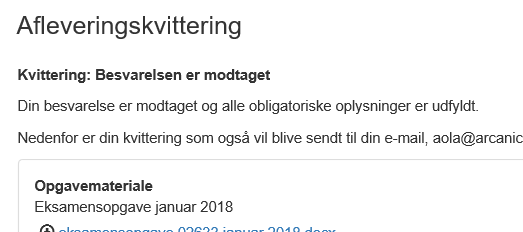 Afleveringskvittering
Kvittering: Besvarelsen er modtaget
Din besvarelse er modtaget og alle obligatoriske oplysninger er udfyldt.
Nedenfor er din kvittering som også vil blive sendt til din e-mail, aola@arcanic
Opgavemateriale
Eksamensopgave januar 2018
eksamensopgave 02633 januar 2018.docx